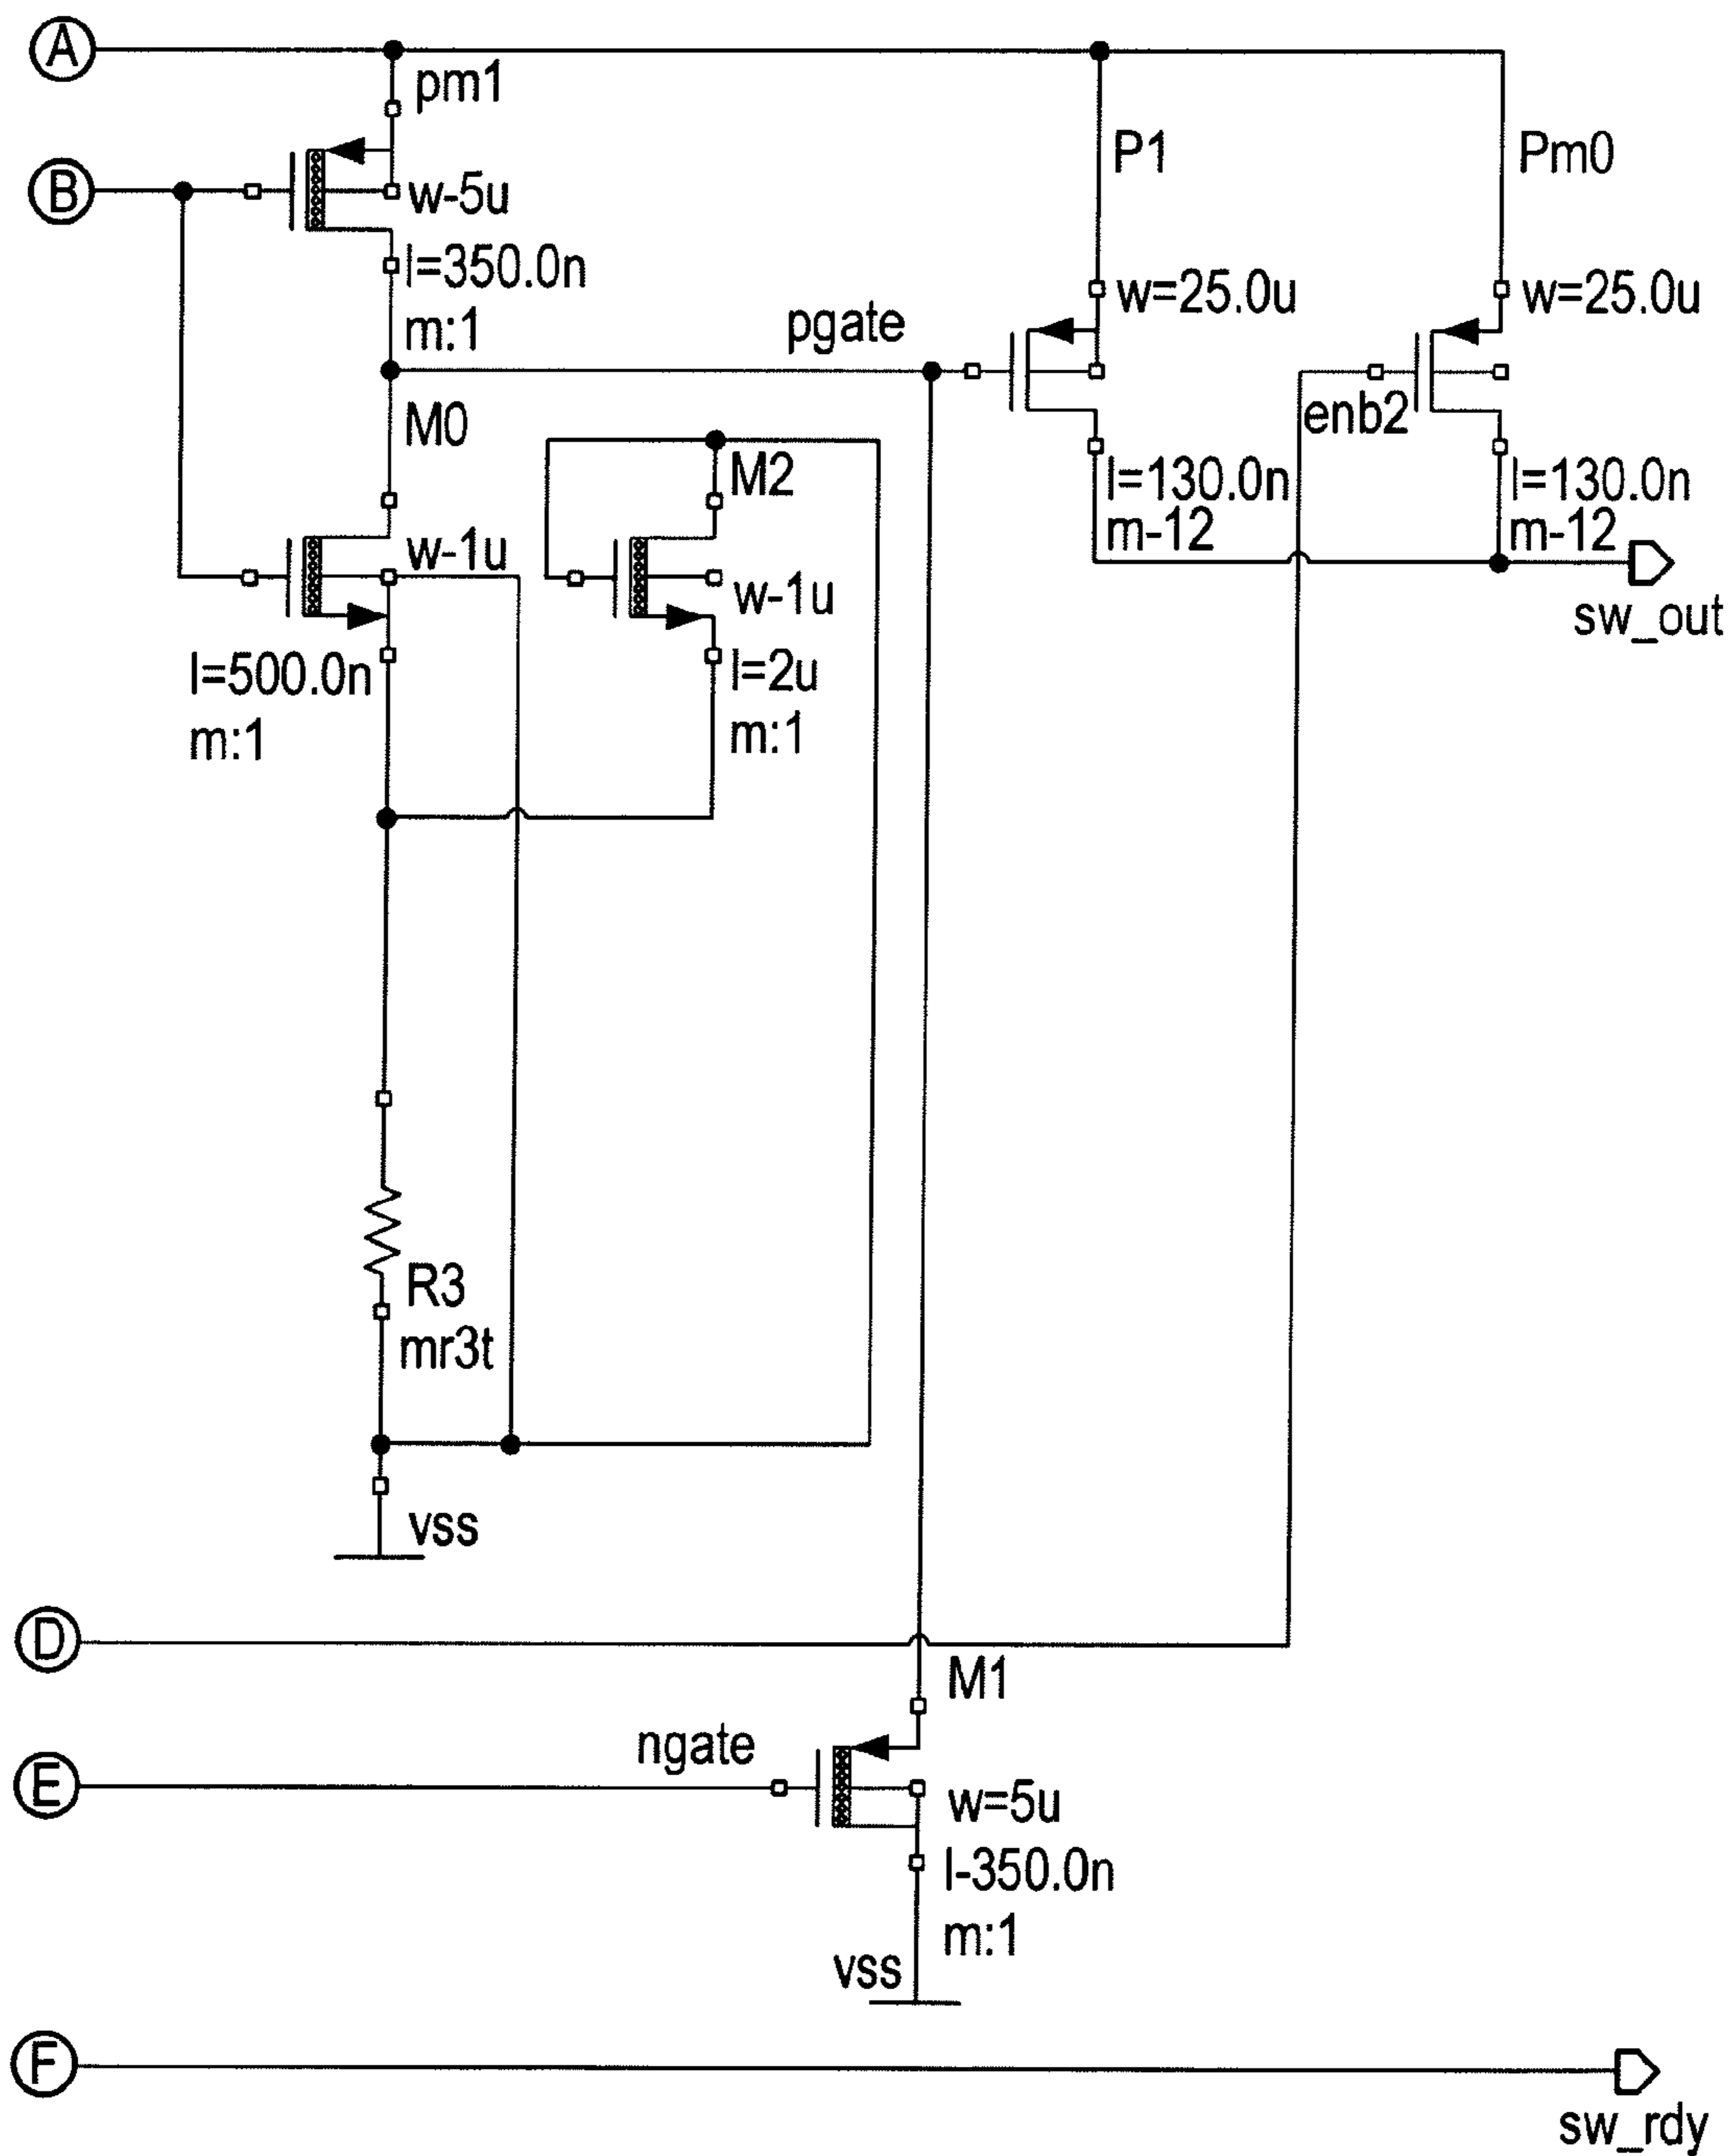 A
pm1
P1
Pm0
B
w-5u
l=350.0n
m:1
pgate
w=25.0u
w=25.0u
enb2
M0
M2
l=130.0n
m-12
l=130.0n
m-12
w-1u
w-1u
sw_out
l=500.0n
m:1
l=2u
m:1
R3
mr3t
vss
D
M1
ngate
E
w=5u
l-350.0n
m:1
vss
F
sw_rdy